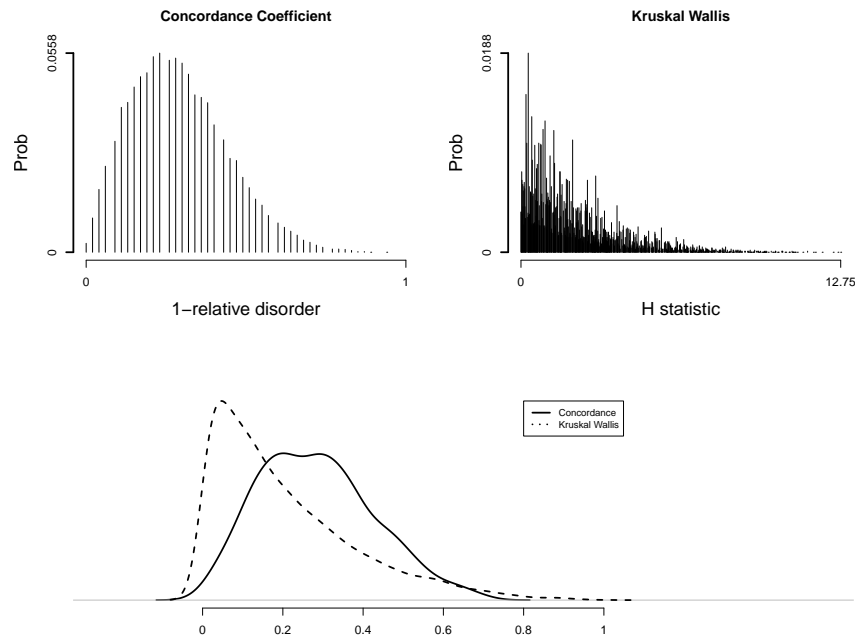 Concordance Coefficient
Prob
0.0558
0
0
1
1−relative disorder
Kruskal Wallis
Prob
0.0188
0
0
12.75
H statistic
Concordance
Kruskal Wallis
0
0.2
0.4
0.6
0.8
1